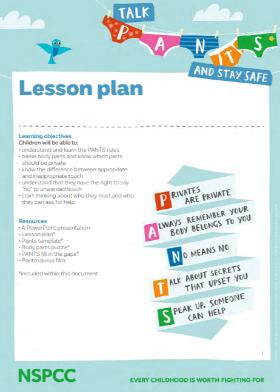 TALK
PANTS
AND STAY SAFE
Lesson plan
Learning objectives
Children will be able to:
• understand and learn the PANTS rules
• name body parts and know which parts
should be private
• know the difference between appropriate
and inappropriate touch
• understand that they have the right to say
"no" to unwanted touch
• start thinking about who they trust and who
they can ask for help.
Resources
• A PowerPoint presentation
• Lesson plan*
• Pants template*
• Body parts puzzle*
• PANTS fill in the gaps*
• Pantosaurus film
*included within this document
PRIVATES
ARE PRIVATE
ALWAYS REMEMBER YOUR
BODY BELONGS TO YOU
NO MEANS NO
TALK ABOUT SECRETS
THAT UPSET YOU
SPEAK UP, SOMEONE
CAN HELP
1
NSPCC
EVERY CHILDHOOD IS WORTH FIGHTING FOR